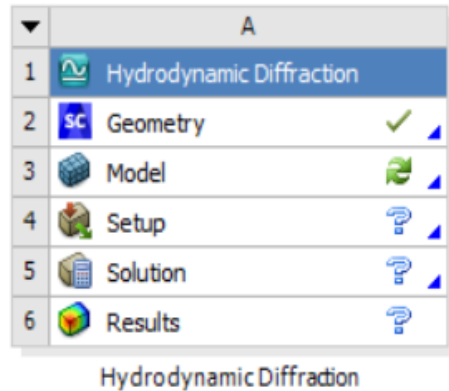 A
1 Hydrodynamic Diffraction
2 SC Geometry
3 Model
4 Setup ?
5 Solution ?
6 Results ?
Hydrodynamic Diffraction